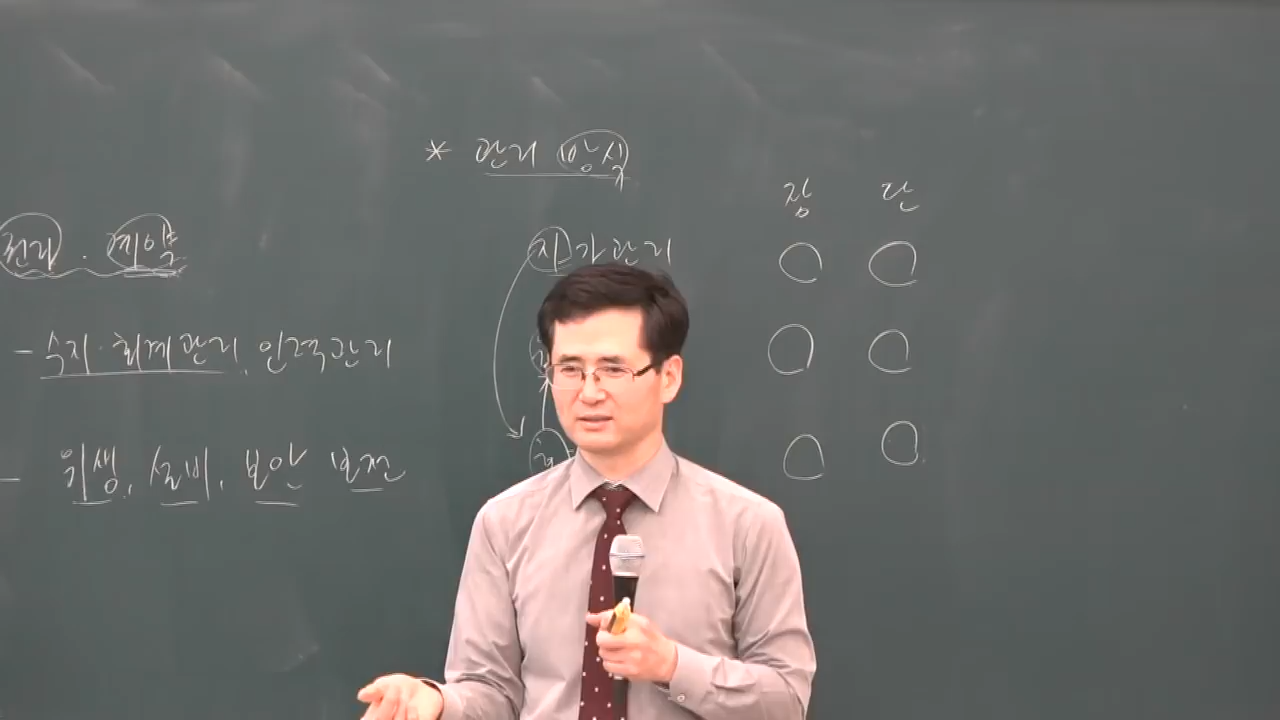 * 관리 방식
장 단
권리 . 계약
자가관리
- 수지·회계관리, 인력관리
- 위생, 설비, 보안 보전